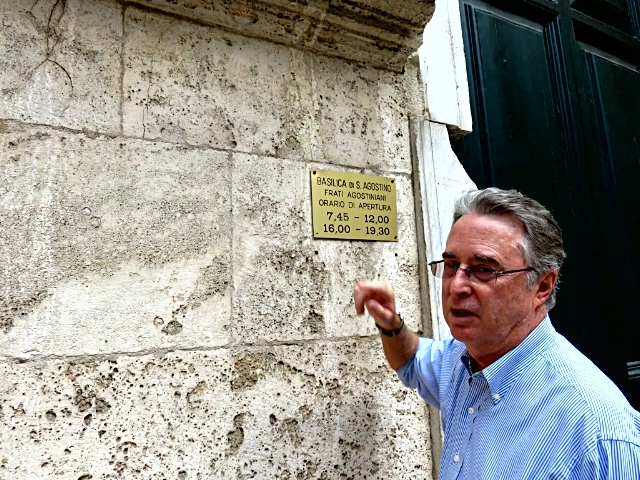 BASILICA DI S. AGOSTINO
FRATI AGOSTINIANI
ORARIO DI APERTURA
7,45 - 12,00
16,00 - 19,30